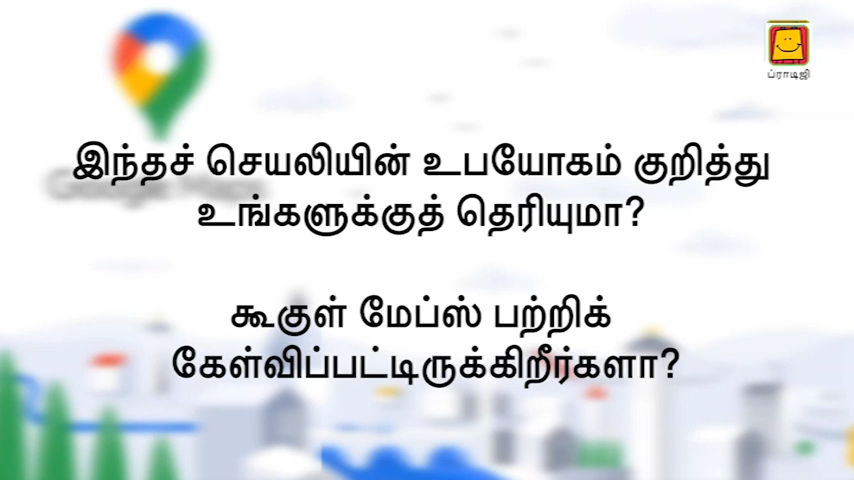 ப்ராடிஜி
இந்தச் செயலியின் உபயோகம் குறித்து
உங்களுக்குத் தெரியுமா?
கூகுள் மேப்ஸ் பற்றிக்
கேள்விப்பட்டிருக்கிறீர்களா?